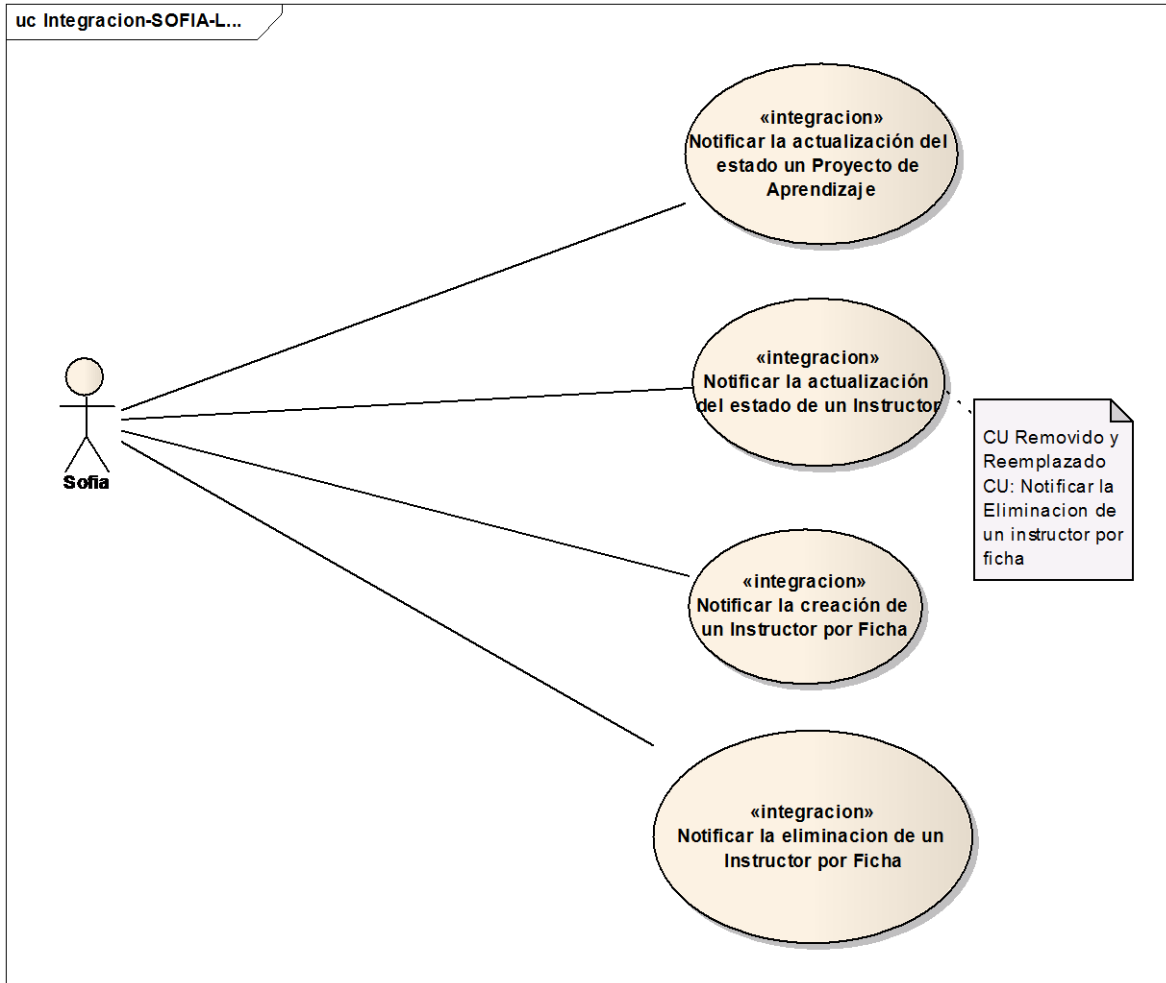 uc Integracion-SOFIA-L...
«integracion»
Notificar la actualización del
estado un Proyecto de
Aprendizaje
«integracion»
Notificar la actualización
del estado de un Instructor
Sofia
CU Removido y
Reemplazado
CU: Notificar la
Eliminacion de
un instructor por
ficha
«integracion»
Notificar la creación de
un Instructor por Ficha
«integracion»
Notificar la eliminacion de un
Instructor por Ficha